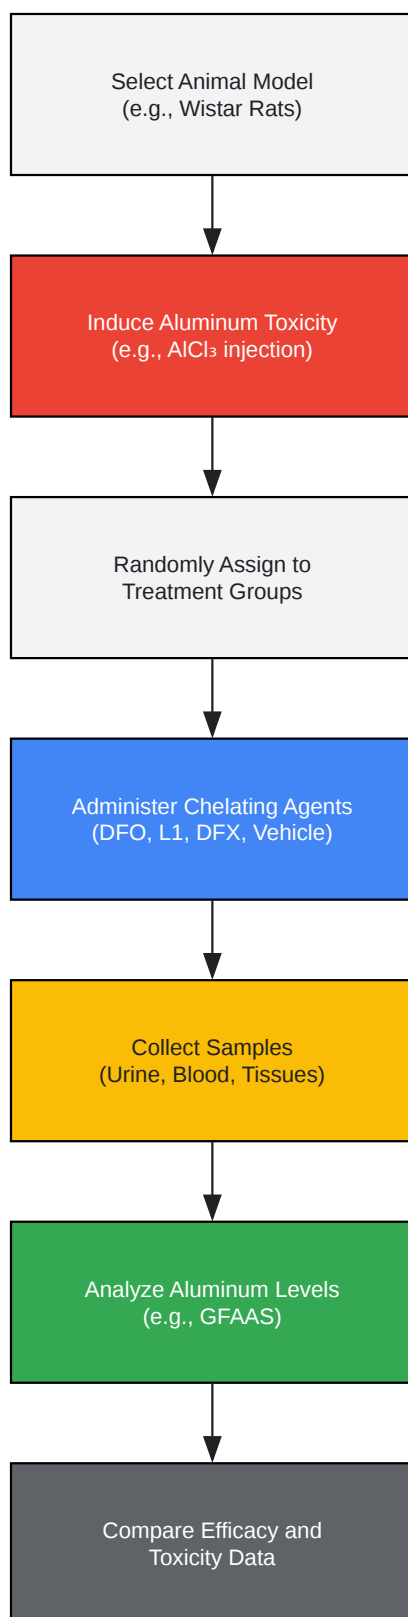 Select Animal Model
(e.g., Wistar Rats)
Induce Aluminum Toxicity
(e.g., AlCl₃ injection)
Randomly Assign to
Treatment Groups
Administer Chelating Agents
(DFO, L1, DFX, Vehicle)
Collect Samples
(Urine, Blood, Tissues)
Analyze Aluminum Levels
(e.g., GFAAS)
Compare Efficacy and
Toxicity Data